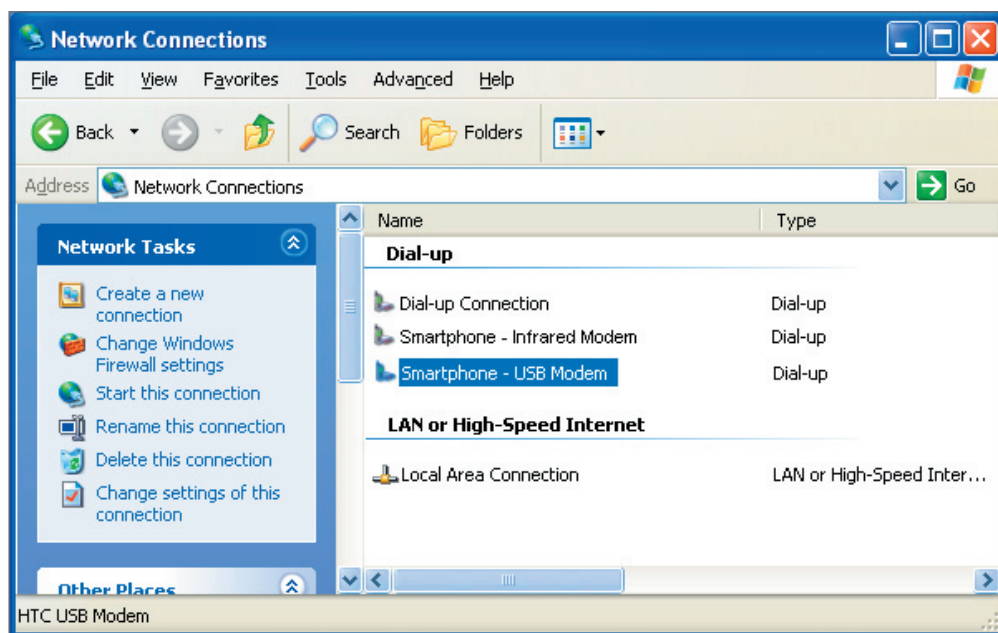 Network Connections
File Edit View Favorites Tools Advanced Help
Back Search Folders
Address Network Connections Go
Network Tasks
Create a new
connection
Change Windows
Firewall settings
Start this connection
Rename this connection
Delete this connection
Change settings of this
connection
Other Places
Name Type
Dial-up
Dial-up Connection Dial-up
Smartphone - Infrared Modem Dial-up
Smartphone - USB Modem Dial-up
LAN or High-Speed Internet
Local Area Connection LAN or High-Speed Inter...
HTC USB Modem